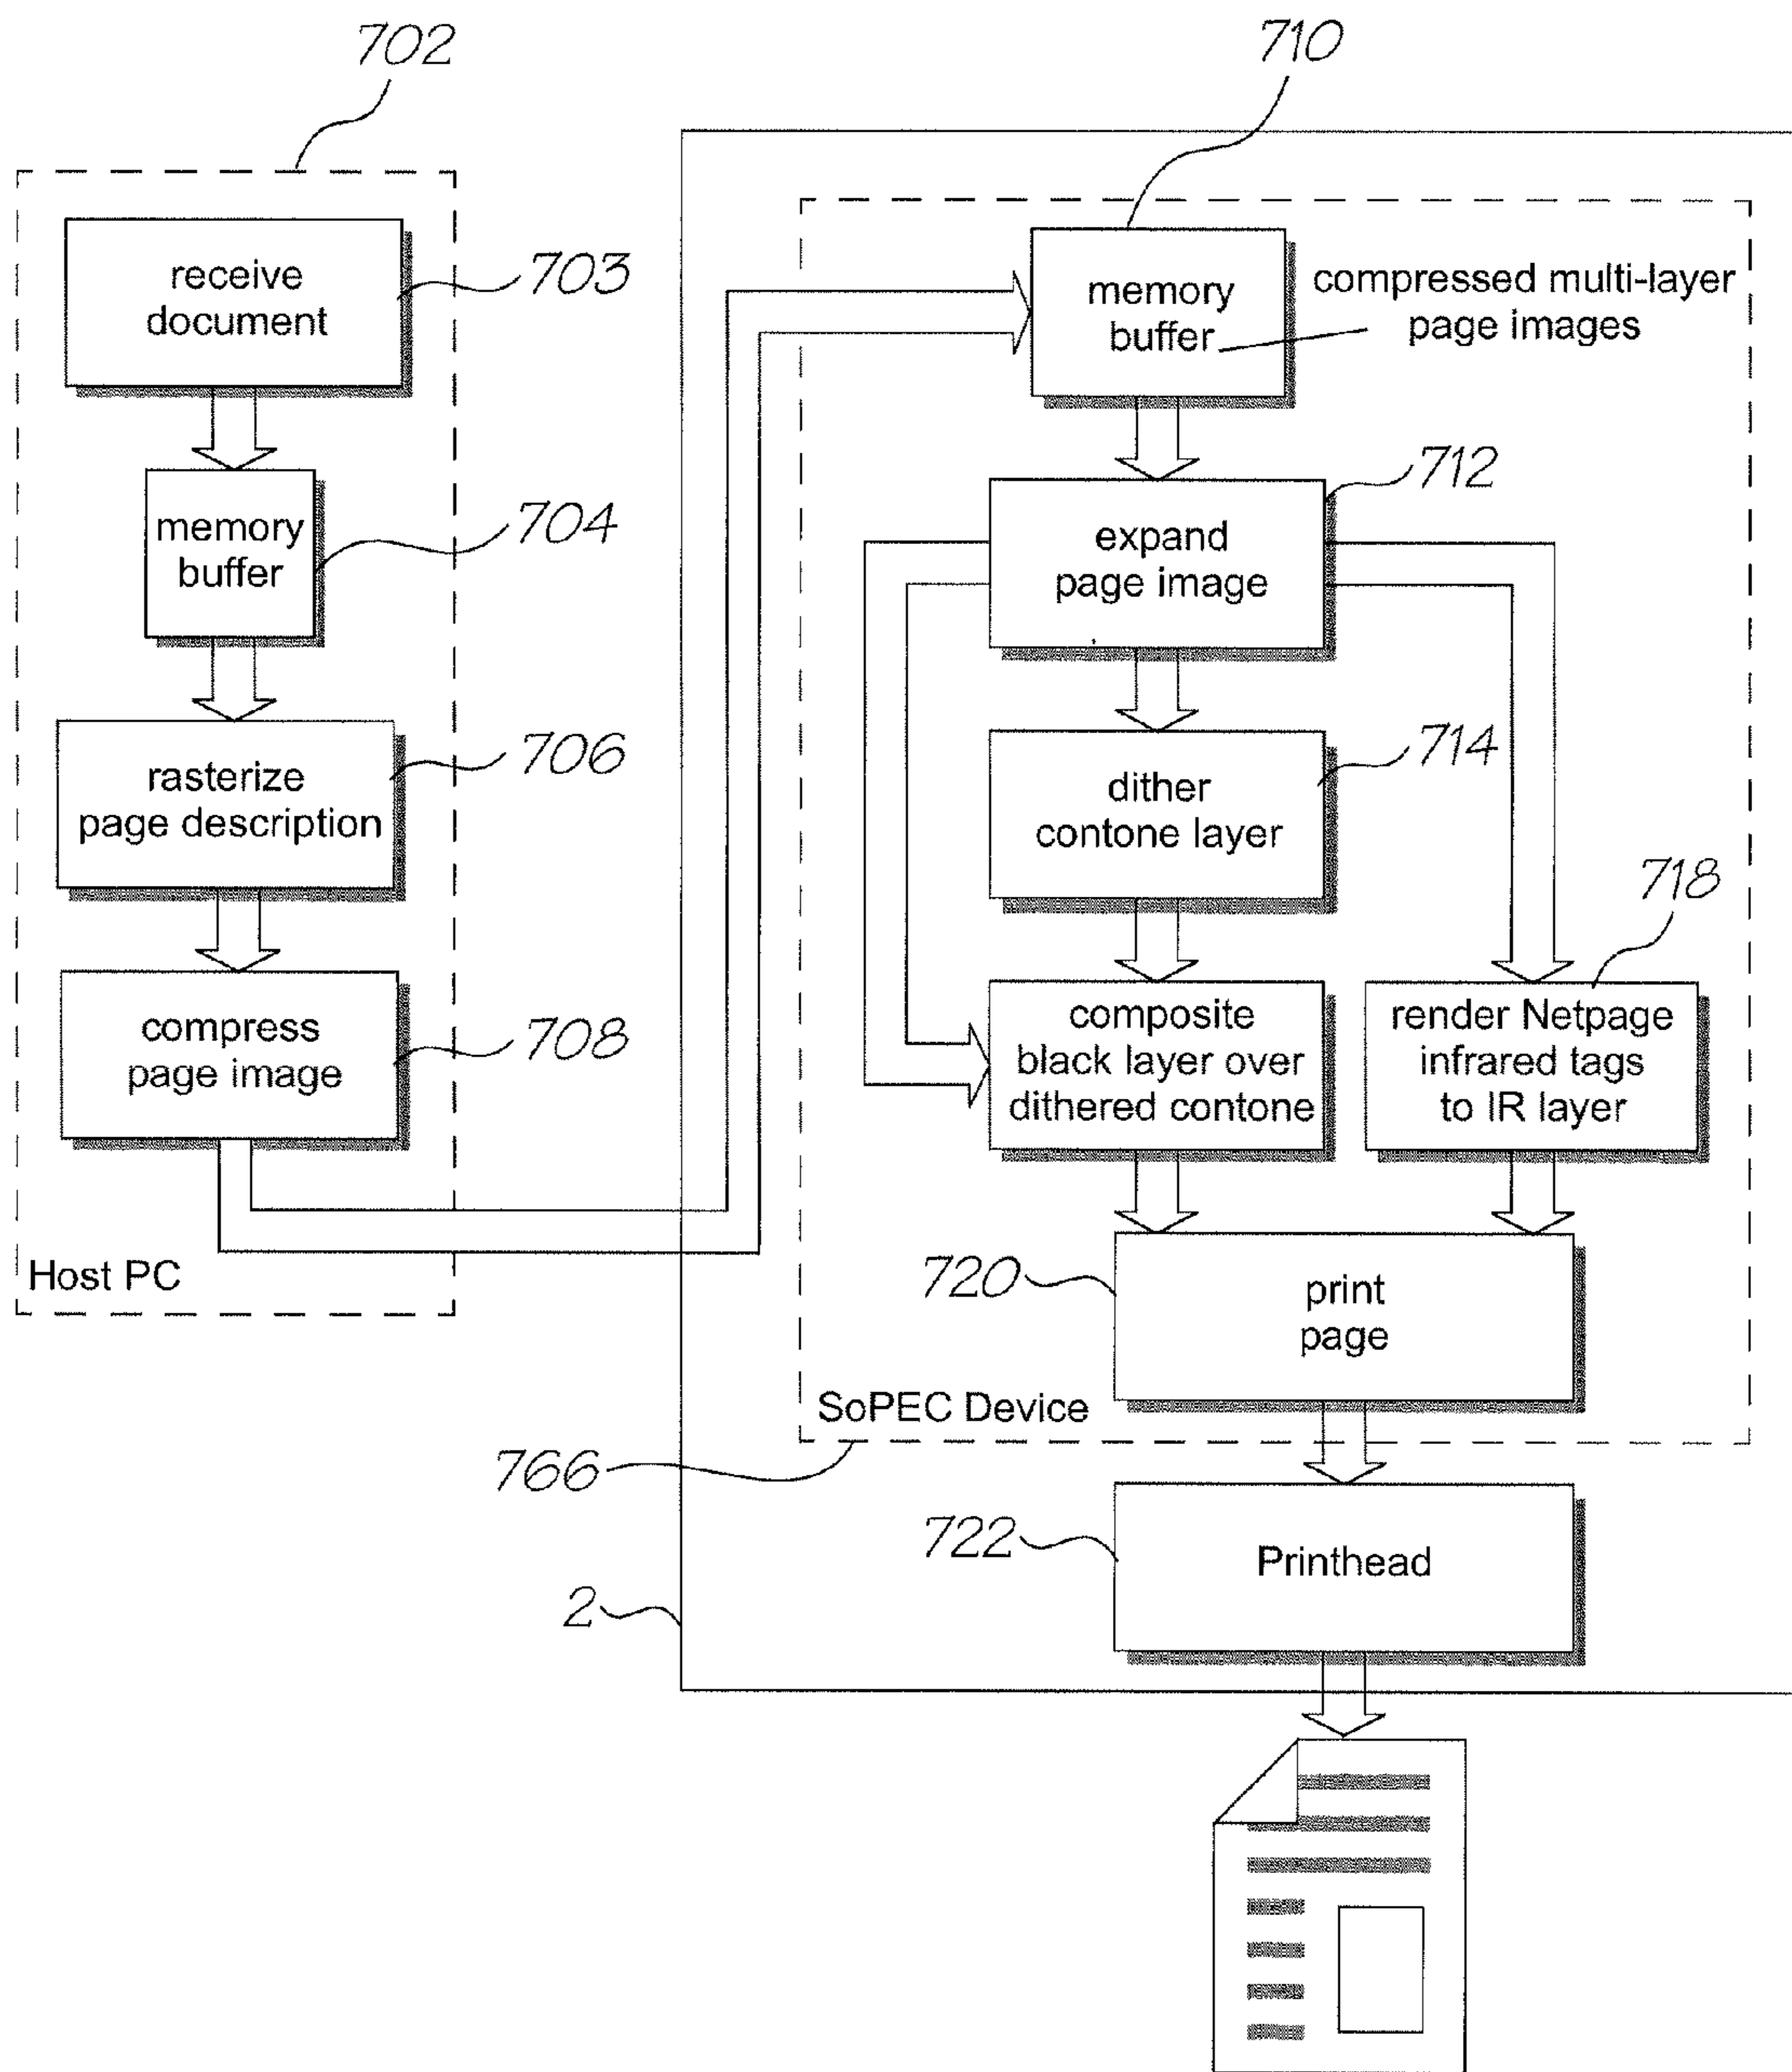 702
710
receive
document
703
memory
buffer
704
rasterize
page description
706
compress
page image
708
Host PC
memory
buffer
compressed multi-layer
page images
expand
page image
712
dither
contone layer
714
718
composite
black layer over
dithered contone
render Netpage
infrared tags
to IR layer
720
print
page
SoPEC Device
766
722
Printhead
2